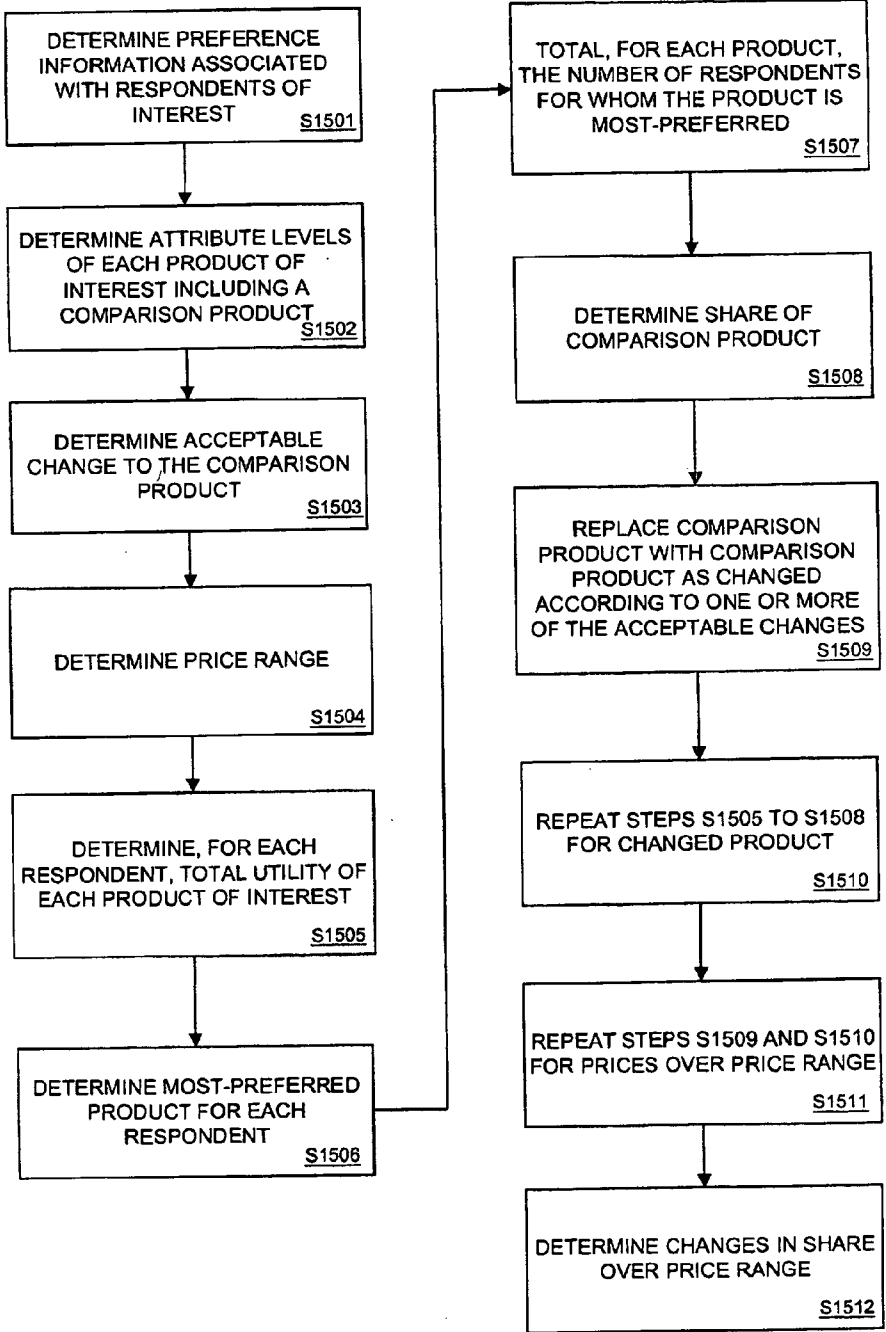 DETERMINE PREFERENCE
INFORMATION ASSOCIATED
WITH RESPONDENTS OF
INTEREST
S1501
DETERMINE ATTRIBUTE LEVELS
OF EACH PRODUCT OF
INTEREST INCLUDING A
COMPARISON PRODUCT
S1502
DETERMINE ACCEPTABLE
CHANGE TO THE COMPARISON
PRODUCT
S1503
DETERMINE PRICE RANGE
S1504
DETERMINE, FOR EACH
RESPONDENT, TOTAL UTILITY OF
EACH PRODUCT OF INTEREST
S1505
DETERMINE MOST-PREFERRED
PRODUCT FOR EACH
RESPONDENT
S1506
TOTAL, FOR EACH PRODUCT,
THE NUMBER OF RESPONDENTS
FOR WHOM THE PRODUCT IS
MOST-PREFERRED
S1507
DETERMINE SHARE OF
COMPARISON PRODUCT
S1508
REPLACE COMPARISON
PRODUCT WITH COMPARISON
PRODUCT AS CHANGED
ACCORDING TO ONE OR MORE
OF THE ACCEPTABLE CHANGES
S1509
REPEAT STEPS S1505 TO S1508
FOR CHANGED PRODUCT
S1510
REPEAT STEPS S1509 AND S1510
FOR PRICES OVER PRICE RANGE
S1511
DETERMINE CHANGES IN SHARE
OVER PRICE RANGE
S1512